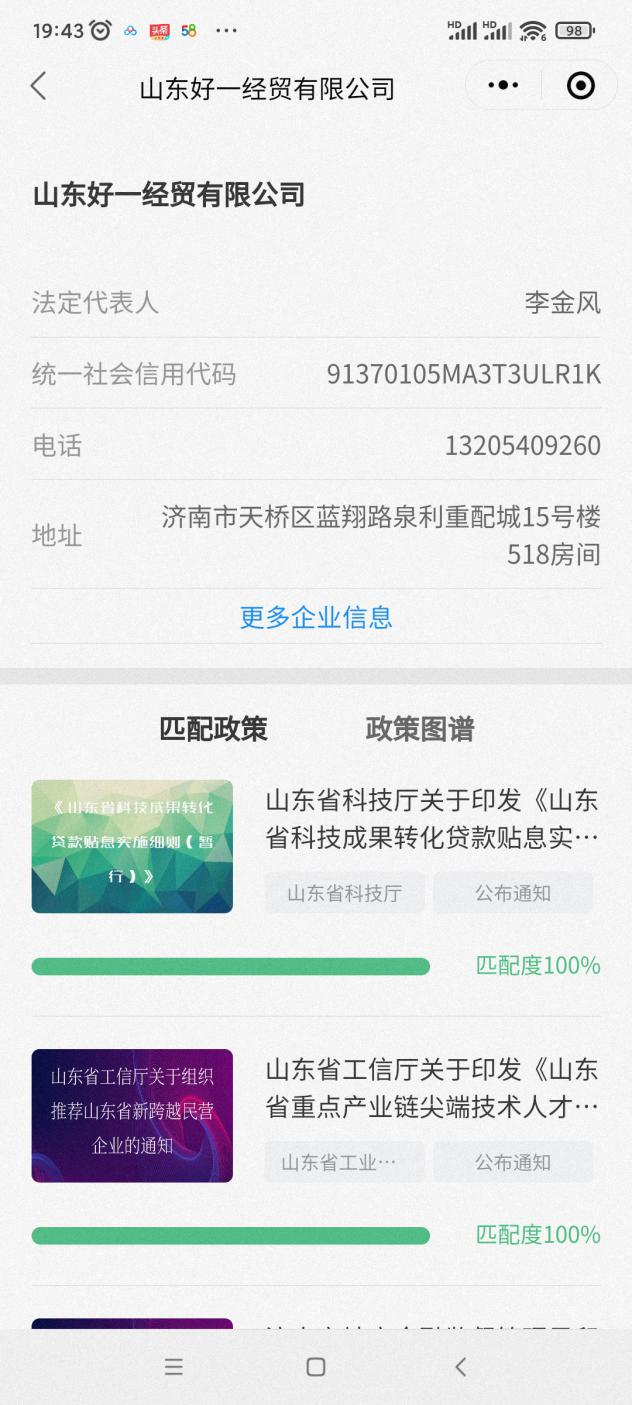 19:43 头条 58 ··· HD HD 6 98
山东好一经贸有限公司
山东好一经贸有限公司
法定代表人 李金风
统一社会信用代码 91370105MA3T3ULR1K
电话 13205409260
地址 济南市天桥区蓝翔路泉利重配城15号楼
518房间
更多企业信息
匹配政策 政策图谱
《山东省科技成果转化
贷款贴息实施细则（暂
行）》
山东省科技厅关于印发《山东
省科技成果转化贷款贴息实…
山东省科技厅 公布通知
匹配度100%
山东省工信厅关于组织
推荐山东省新跨越民营
企业的通知
山东省工信厅关于印发《山东
省重点产业链尖端技术人才…
山东省工业… 公布通知
匹配度100%